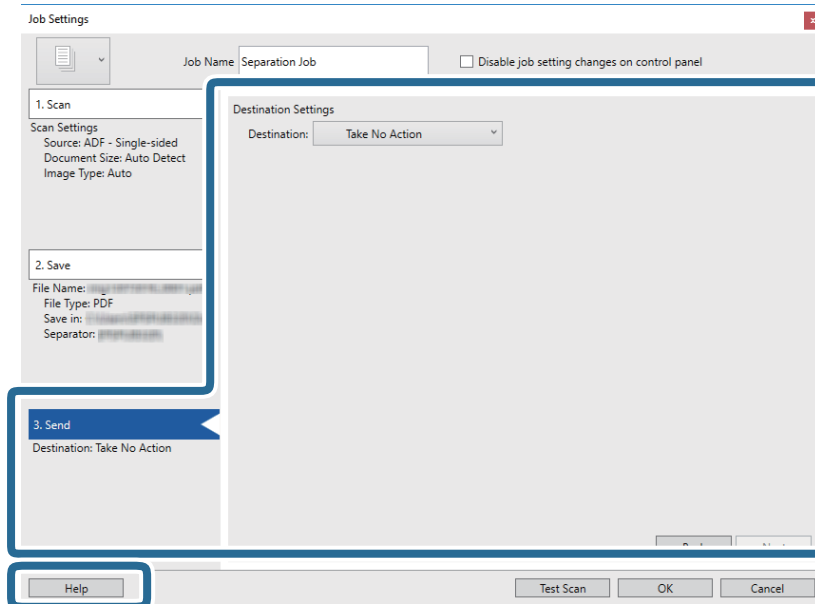 Job Settings
Job Name Separation Job
Disable job setting changes on control panel
1. Scan
Scan Settings
Source: ADF - Single-sided
Document Size: Auto Detect
Image Type: Auto
Destination Settings
Destination: Take No Action
2. Save
File Name:
File Type: PDF
Save in:
Separator:
3. Send
Destination: Take No Action
Help
Test Scan
OK
Cancel